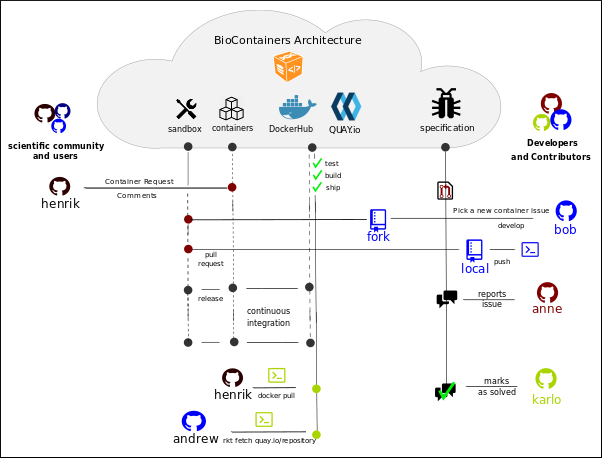 BioContainers Architecture
sandbox
containers
DockerHub
QUAY.io
specification
scientific community
and users
Developers
and Contributors
test
build
ship
Container Request
Comments
henrik
Pick a new container issue
develop
fork
bob
pull
request
local
push
release
continuous
integration
reports
issue
anne
henrik
docker pull
marks
as solved
karlo
andrew
rkt fetch quay.io/repository